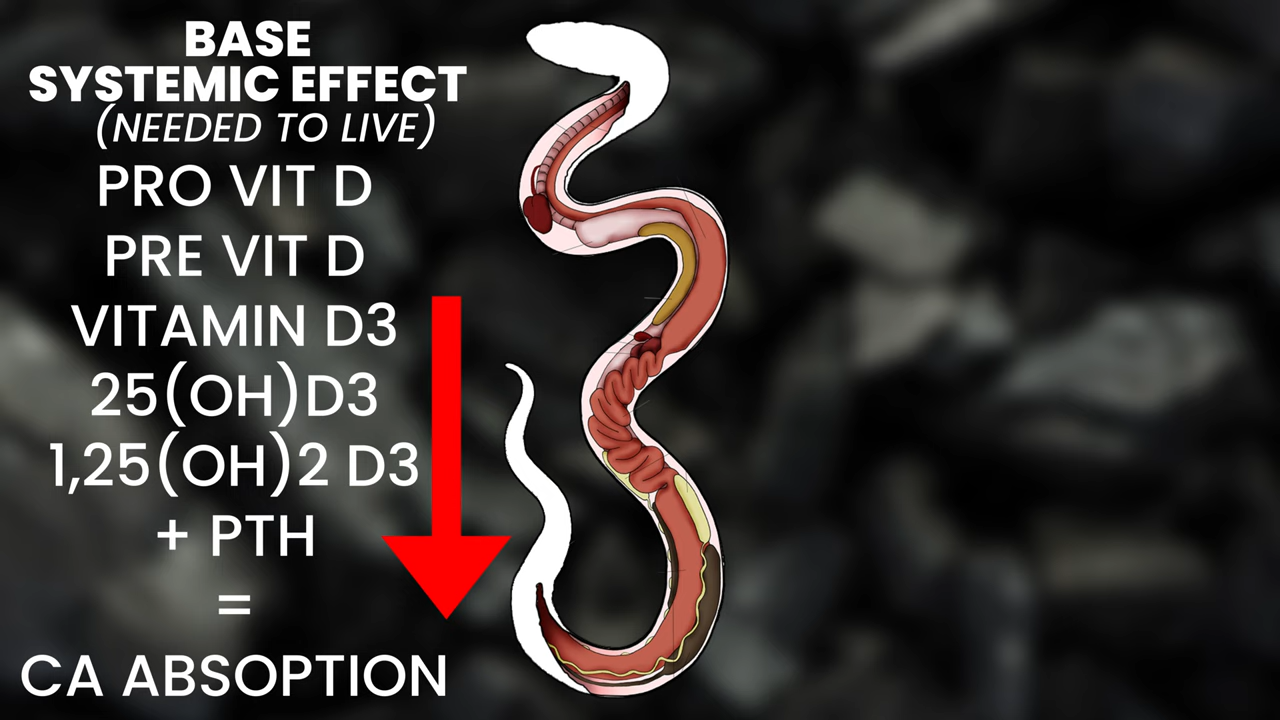 BASE
SYSTEMIC EFFECT
(NEEDED TO LIVE)
PRO VIT D
PRE VIT D
VITAMIN D3
25(OH)D3
1,25(OH)2 D3
+ PTH
=
CA ABSOPTION